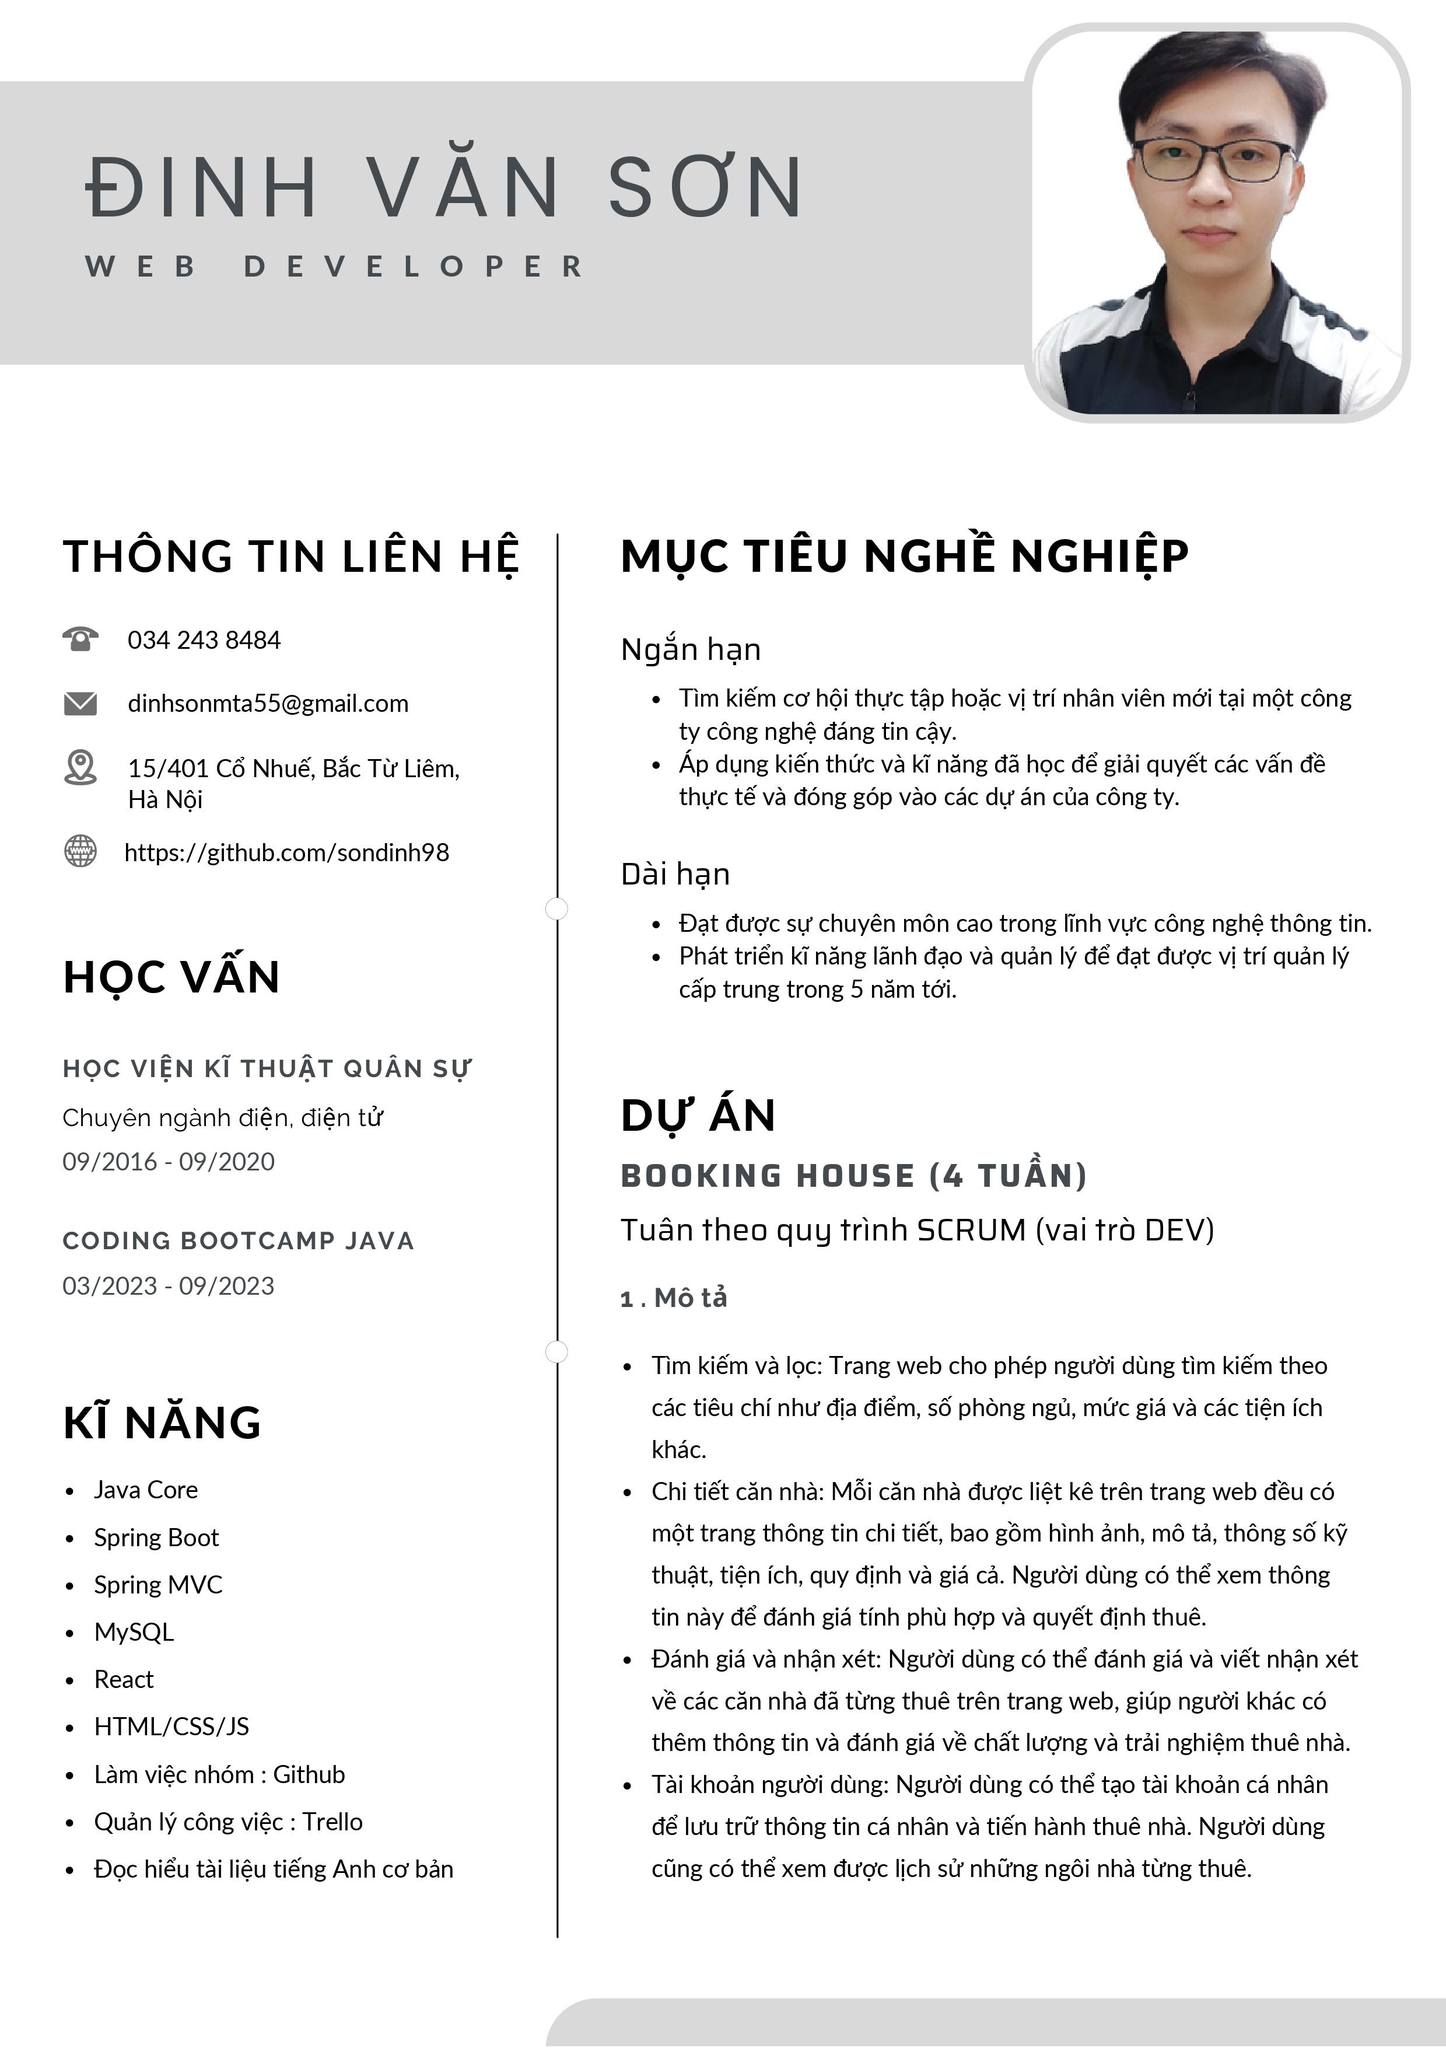 ĐINH VĂN SƠN
WEB DEVELOPER
THÔNG TIN LIÊN HỆ
034 243 8484
dinhsonmta55@gmail.com
15/401 Cổ Nhuế, Bắc Từ Liêm,
Hà Nội
https://github.com/sondinh98
HỌC VẤN
HỌC VIỆN KĨ THUẬT QUÂN SỰ
Chuyên ngành điện, điện tử
09/2016 - 09/2020
CODING BOOTCAMP JAVA
03/2023 - 09/2023
KĨ NĂNG
• Java Core
• Spring Boot
• Spring MVC
• MySQL
• React
• HTML/CSS/JS
• Làm việc nhóm : Github
• Quản lý công việc : Trello
• Đọc hiểu tài liệu tiếng Anh cơ bản
MỤC TIÊU NGHỀ NGHIỆP
Ngắn hạn
• Tìm kiếm cơ hội thực tập hoặc vị trí nhân viên mới tại một công
ty công nghệ đáng tin cậy.
• Áp dụng kiến thức và kĩ năng đã học để giải quyết các vấn đề
thực tế và đóng góp vào các dự án của công ty.
Dài hạn
• Đạt được sự chuyên môn cao trong lĩnh vực công nghệ thông tin.
• Phát triển kĩ năng lãnh đạo và quản lý để đạt được vị trí quản lý
cấp trung trong 5 năm tới.
DỰ ÁN
BOOKING HOUSE (4 TUẦN)
Tuân theo quy trình SCRUM (vai trò DEV)
1 . Mô tả
• Tìm kiếm và lọc: Trang web cho phép người dùng tìm kiếm theo
các tiêu chí như địa điểm, số phòng ngủ, mức giá và các tiện ích
khác.
• Chi tiết căn nhà: Mỗi căn nhà được liệt kê trên trang web đều có
một trang thông tin chi tiết, bao gồm hình ảnh, mô tả, thông số kỹ
thuật, tiện ích, quy định và giá cả. Người dùng có thể xem thông
tin này để đánh giá tính phù hợp và quyết định thuê.
• Đánh giá và nhận xét: Người dùng có thể đánh giá và viết nhận xét
về các căn nhà đã từng thuê trên trang web, giúp người khác có
thêm thông tin và đánh giá về chất lượng và trải nghiệm thuê nhà.
• Tài khoản người dùng: Người dùng có thể tạo tài khoản cá nhân
để lưu trữ thông tin cá nhân và tiến hành thuê nhà. Người dùng
cũng có thể xem được lịch sử những ngôi nhà từng thuê.